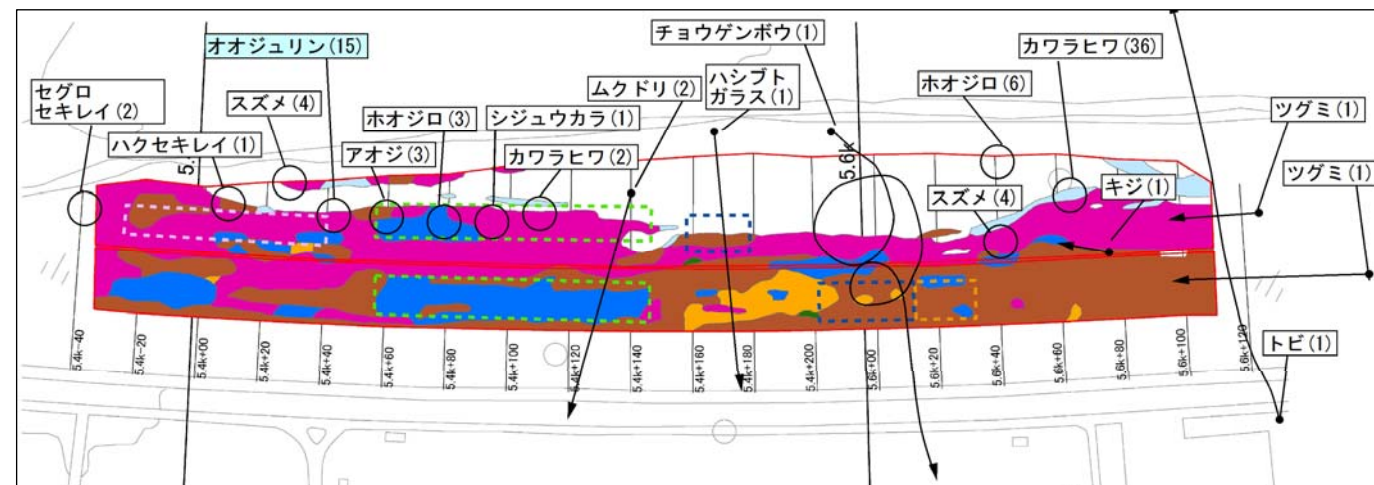 チョウゲンボウ(1)
オオジュリン(15)
カワラヒワ(36)
ハシブト
ガラス(1)
ムクドリ(2)
ホオジロ(6)
セグロ
セキレイ(2)
スズメ(4)
ツグミ(1)
ホオジロ(3)
シジュウカラ(1)
ハクセキレイ(1)
アオジ(3)
カワラヒワ(2)
5.6k
ツグミ(1)
スズメ(4)
キジ(1)
トビ(1)
5.4k-40
5.4k-20
5.4k+00
5.4k+20
5.4k+40
5.4k+60
5.4k+80
5.4k+100
5.4k+120
5.4k+140
5.4k+160
5.4k+180
5.4k+200
5.6k+00
5.6k+20
5.6k+40
5.6k+60
5.6k+100
5.6k+120